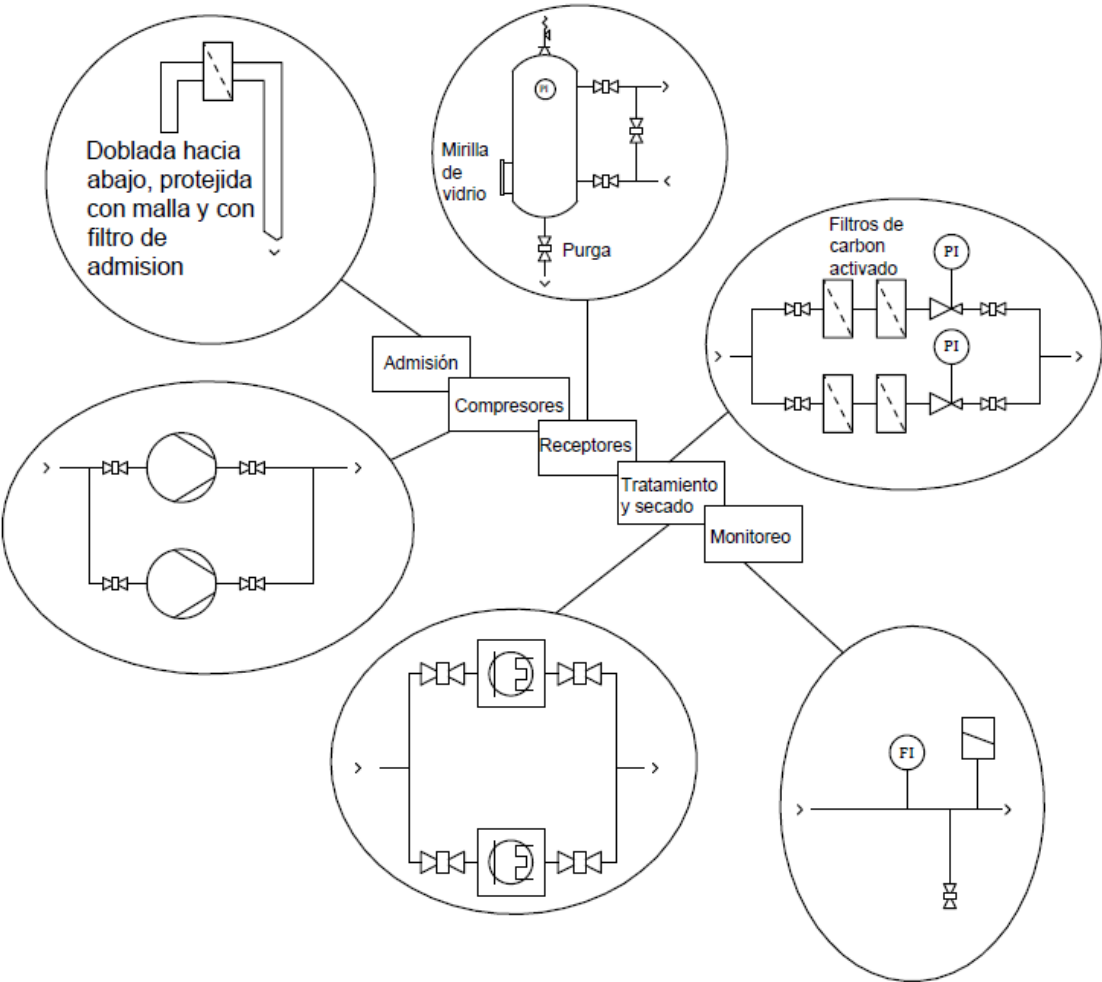 Doblada hacia
abajo, protejida
con malla y con
filtro de
admision
PI
Mirilla
de
vidrio
Purga
Filtros de
carbon
activado
PI
PI
Admisión
Compresores
Receptores
Tratamiento
y secado
Monitoreo
FI